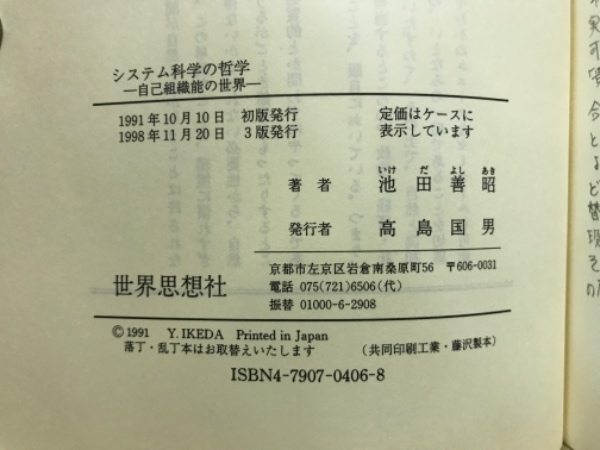 システム科学の哲学
―自己組織能の世界―
1991年10月10日 初版発行 定価はケースに
1998年11月20日 3版発行 表示しています
いけ だ よし あき
著者 池田善昭
発行者 高島国男
世界思想社
京都市左京区岩倉南桑原町56 〒606-0031
電話 075(721)6506(代)
振替 01000-6-2908
©1991 Y. IKEDA Printed in Japan
落丁・乱丁本はお取替えいたします (共同印刷工業・藤沢製本)
ISBN4-7907-0406-8